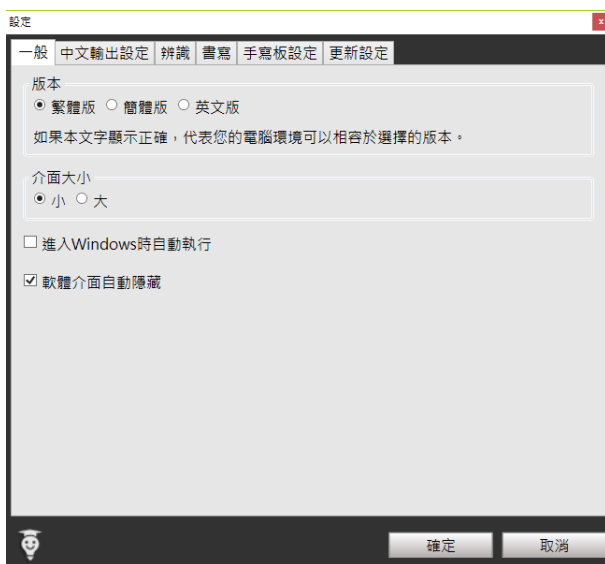 設定
一般 中文輸出設定 辨識 書寫 手寫板設定 更新設定
版本
繁體版 簡體版 英文版
如果本文字顯示正確，代表您的電腦環境可以相容於選擇的版本。
介面大小
小 大
進入Windows時自動執行
軟體介面自動隱藏
確定 取消